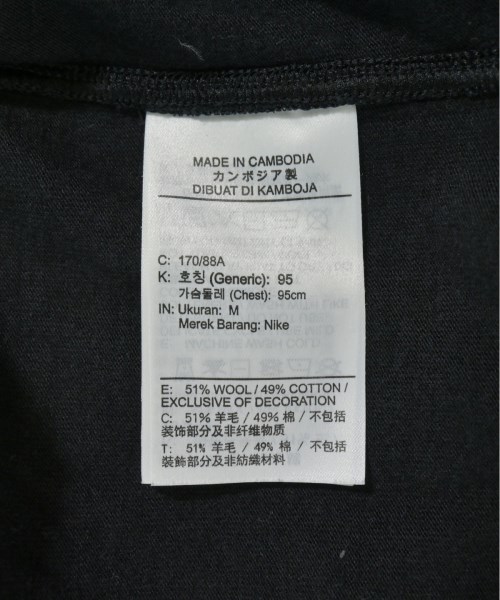 MADE IN CAMBODIA
カンボジア製
DIBUAT DI KAMBOJA
C: 170/88A
K: 호칭 (Generic): 95
가슴둘레 (Chest): 95cm
IN: Ukuran: M
Merek Barang: Nike
E: 51% WOOL / 49% COTTON /
EXCLUSIVE OF DECORATION
C: 51% 羊毛 / 49% 棉 / 不包括
装饰部分及非纤维物质
T: 51% 羊毛 / 49% 棉 / 不包括
裝飾部分及非紡織材料